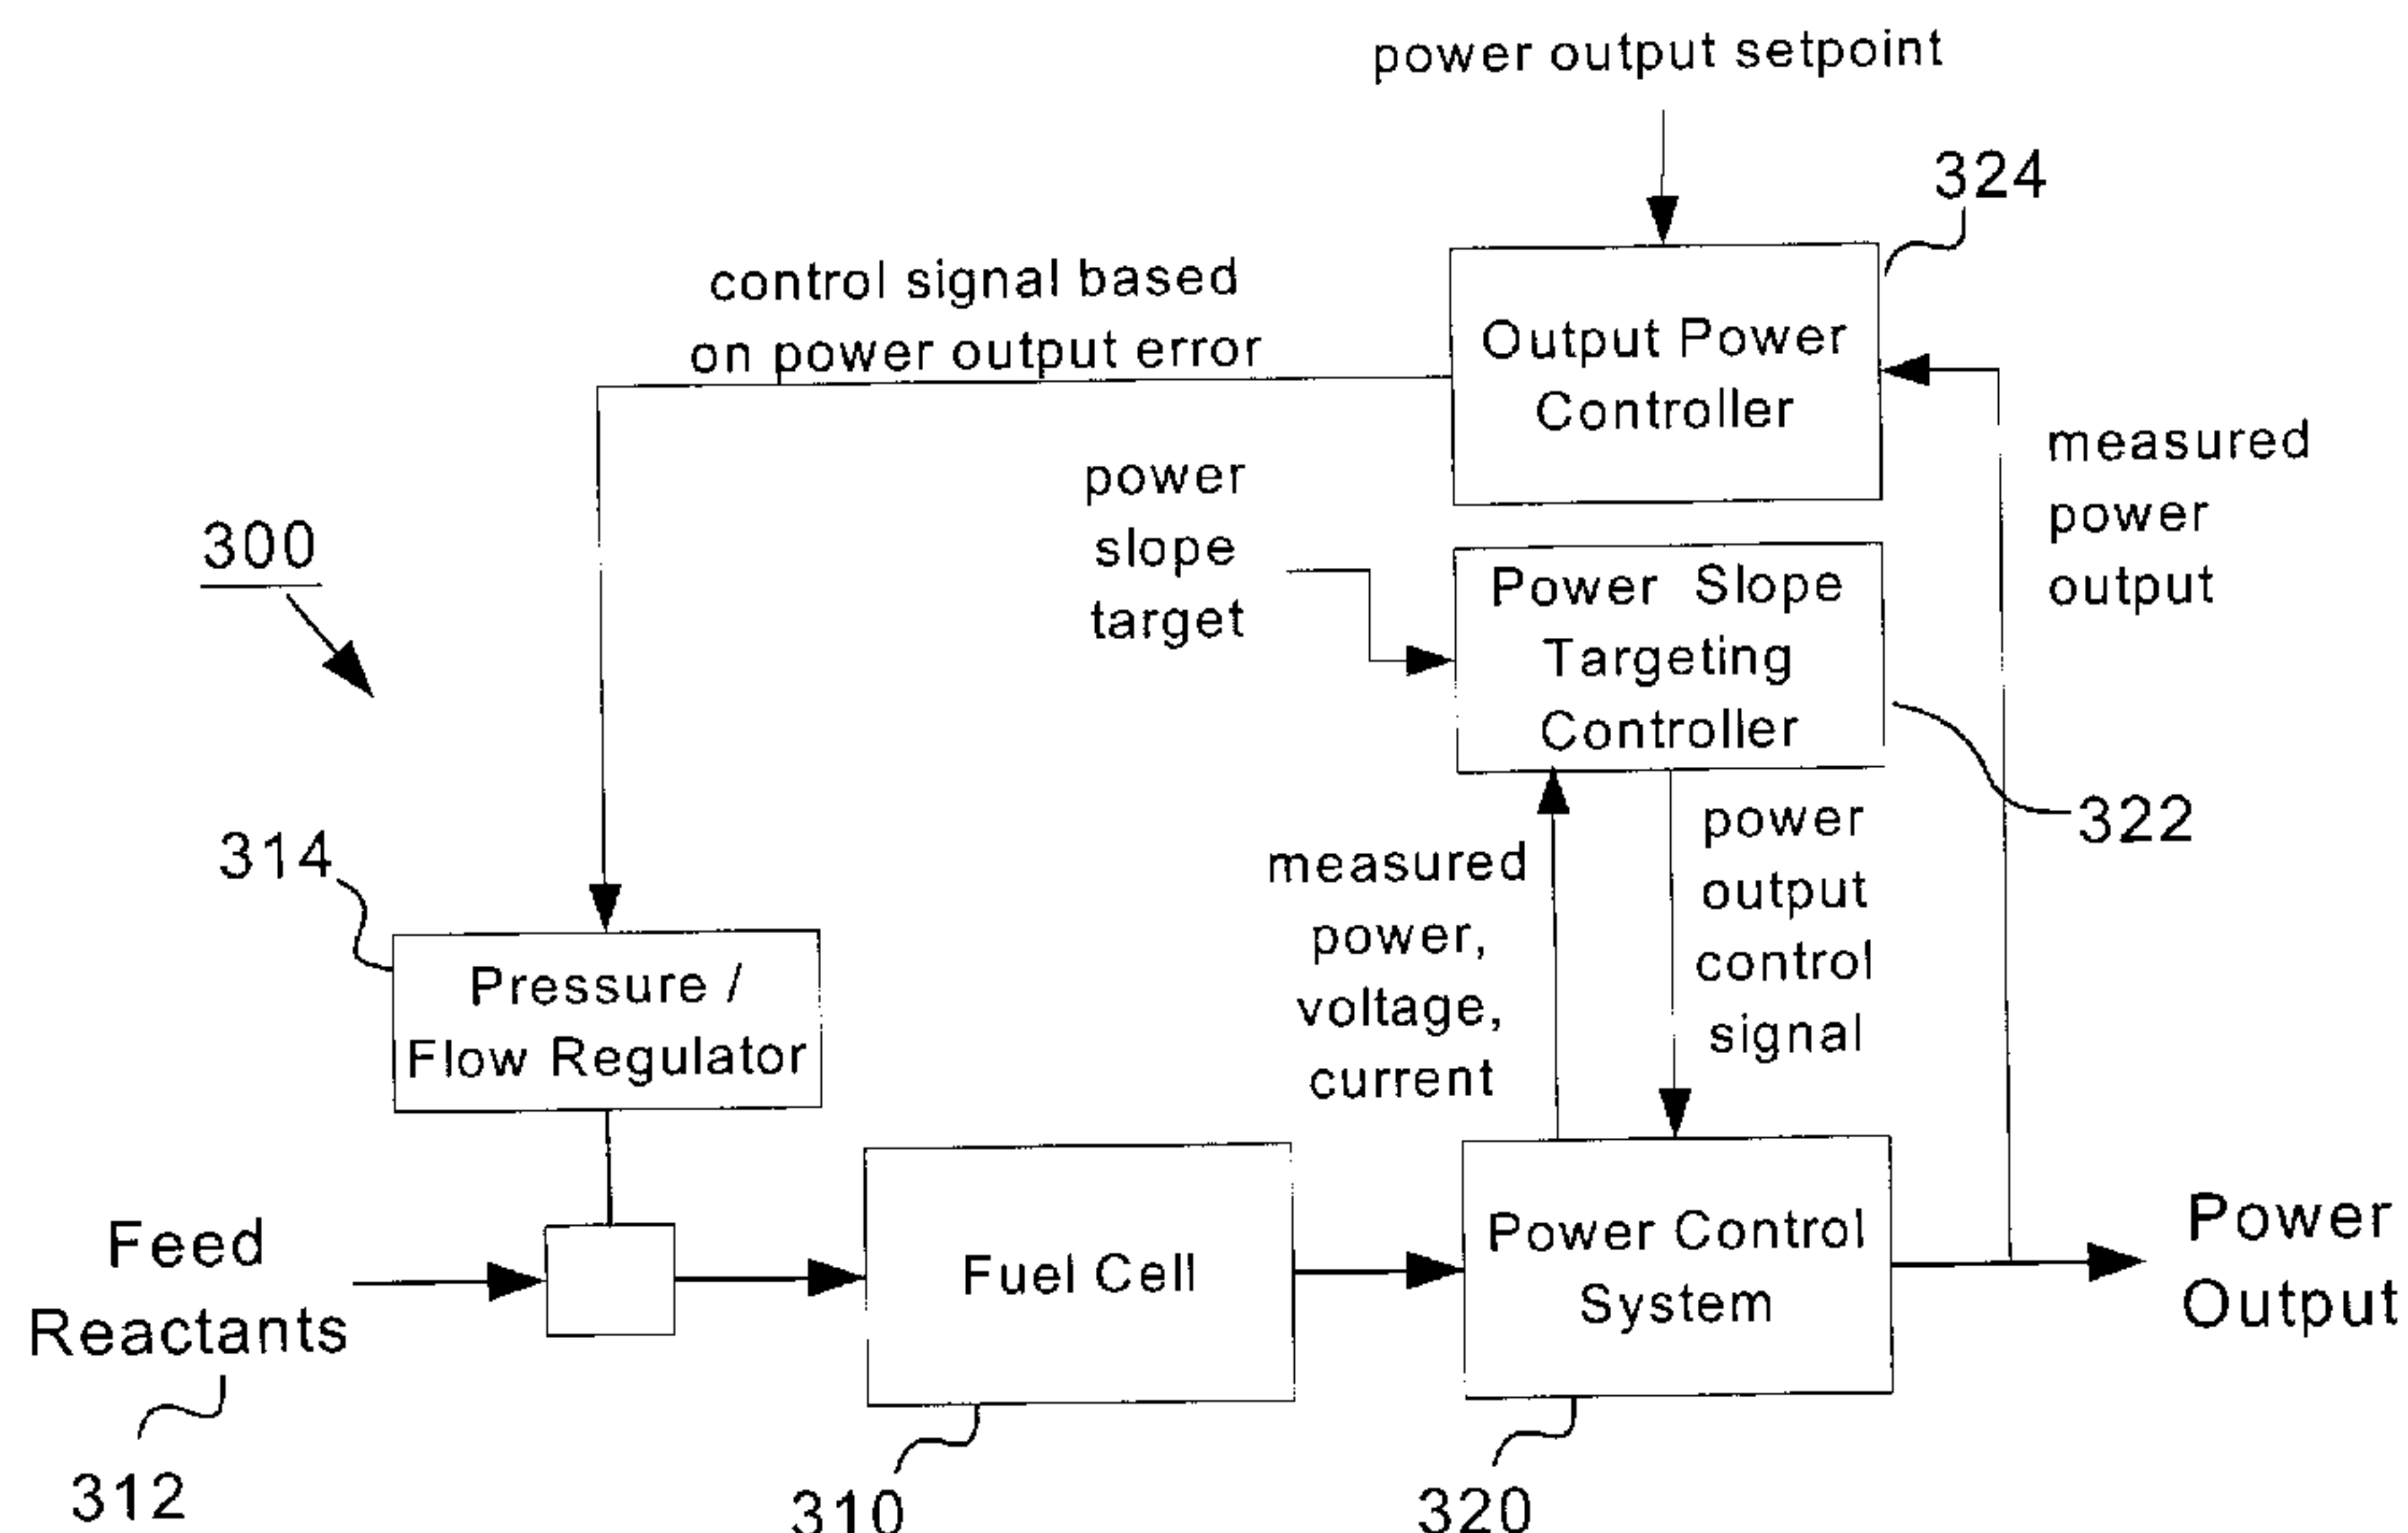 power output setpoint
324
control signal based
on power output error
Output Power
Controller
measured
power
output
power
slope
target
300
Power Slope
Targeting
Controller
322
314
measured
power,
voltage,
current
power
output
control
signal
Pressure /
Flow Regulator
Feed
Reactants
Fuel Cell
Power Control
System
Power
Output
312
310
320